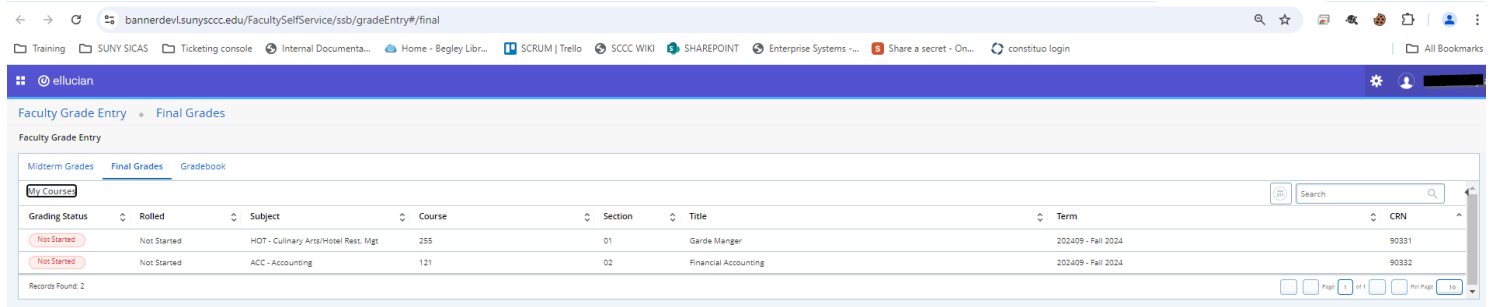 bannerdevl.sunysccc.edu/FacultySelfService/ssb/gradeEntry#/final
Training SUNY SICAS Ticketing console Internal Documenta... Home - Begley Libr... SCRUM | Trello SCCC WIKI SHAREPOINT Enterprise Systems -... Share a secret - On... constituo login All Bookmarks
ellucian
Faculty Grade Entry • Final Grades
Faculty Grade Entry
Midterm Grades Final Grades Gradebook
My Courses Search
Grading Status Rolled Subject Course Section Title Term CRN
Not Started Not Started HOT - Culinary Arts/Hotel Rest. Mgt 255 01 Garde Manger 202409 - Fall 2024 90331
Not Started Not Started ACC - Accounting 121 02 Financial Accounting 202409 - Fall 2024 90332
Records Found: 2 Page 1 of 1 Per Page 10